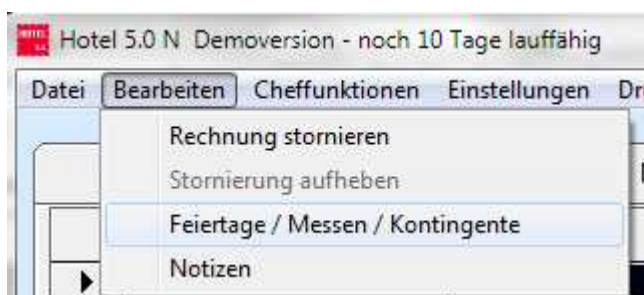 Hotel 5.0 N Demoversion - noch 10 Tage lauffähig
Datei Bearbeiten Cheffunktionen Einstellungen
Rechnung stornieren
Stornierung aufheben
Feiertage / Messen / Kontingente
Notizen